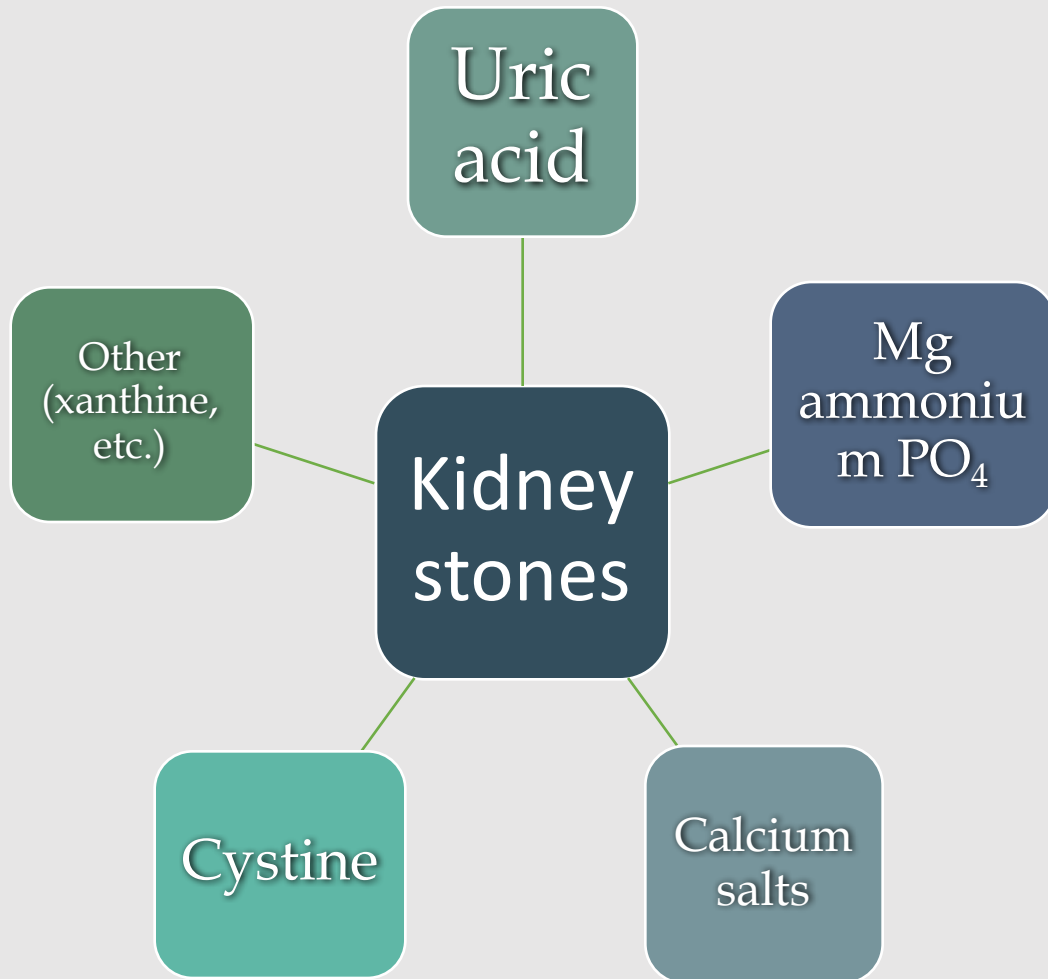 Uric
acid
Other
(xanthine,
etc.)
Mg
ammoniu
m PO₄
Kidney
stones
Cystine
Calcium
salts